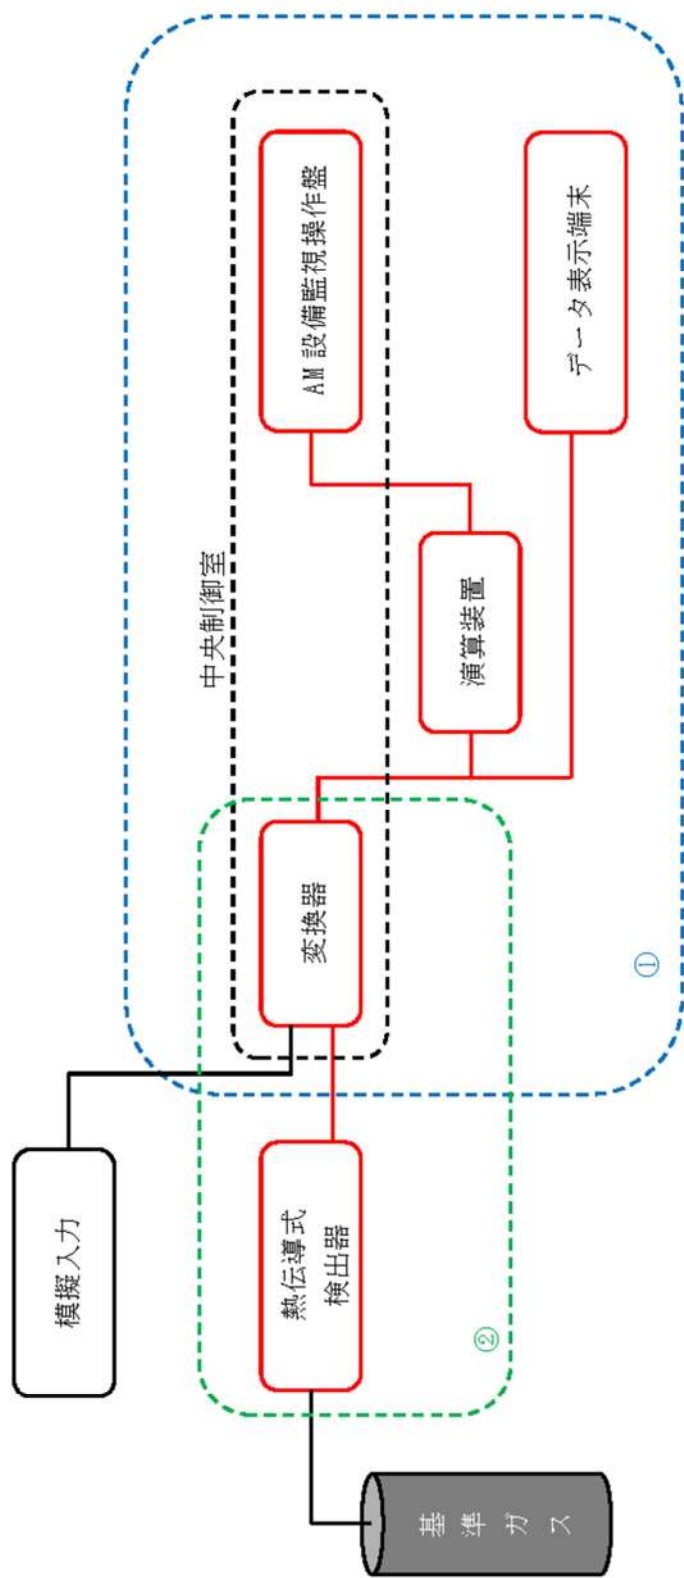 模擬入力
中央制御室
熱伝導式
検出器
変換器
AM 設備監視操作盤
演算装置
データ表示端末
基準ガス
②
①